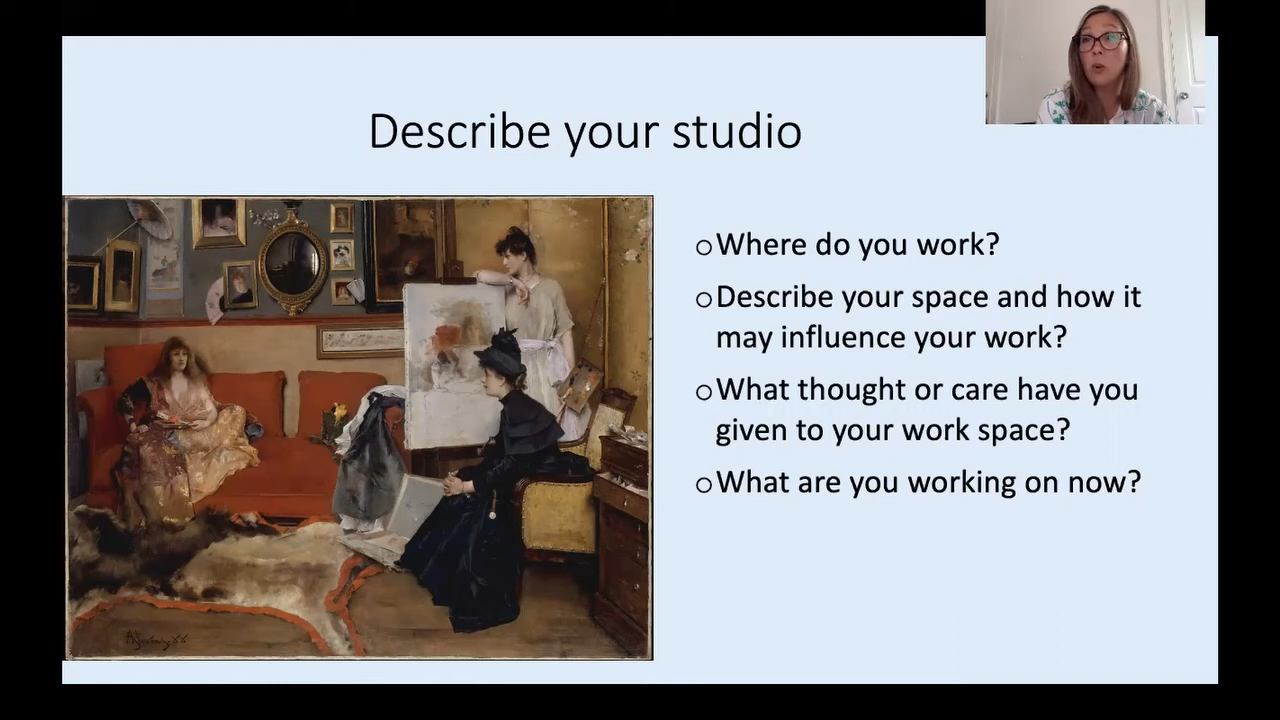 Describe your studio
○Where do you work?
○Describe your space and how it
may influence your work?
○What thought or care have you
given to your work space?
○What are you working on now?